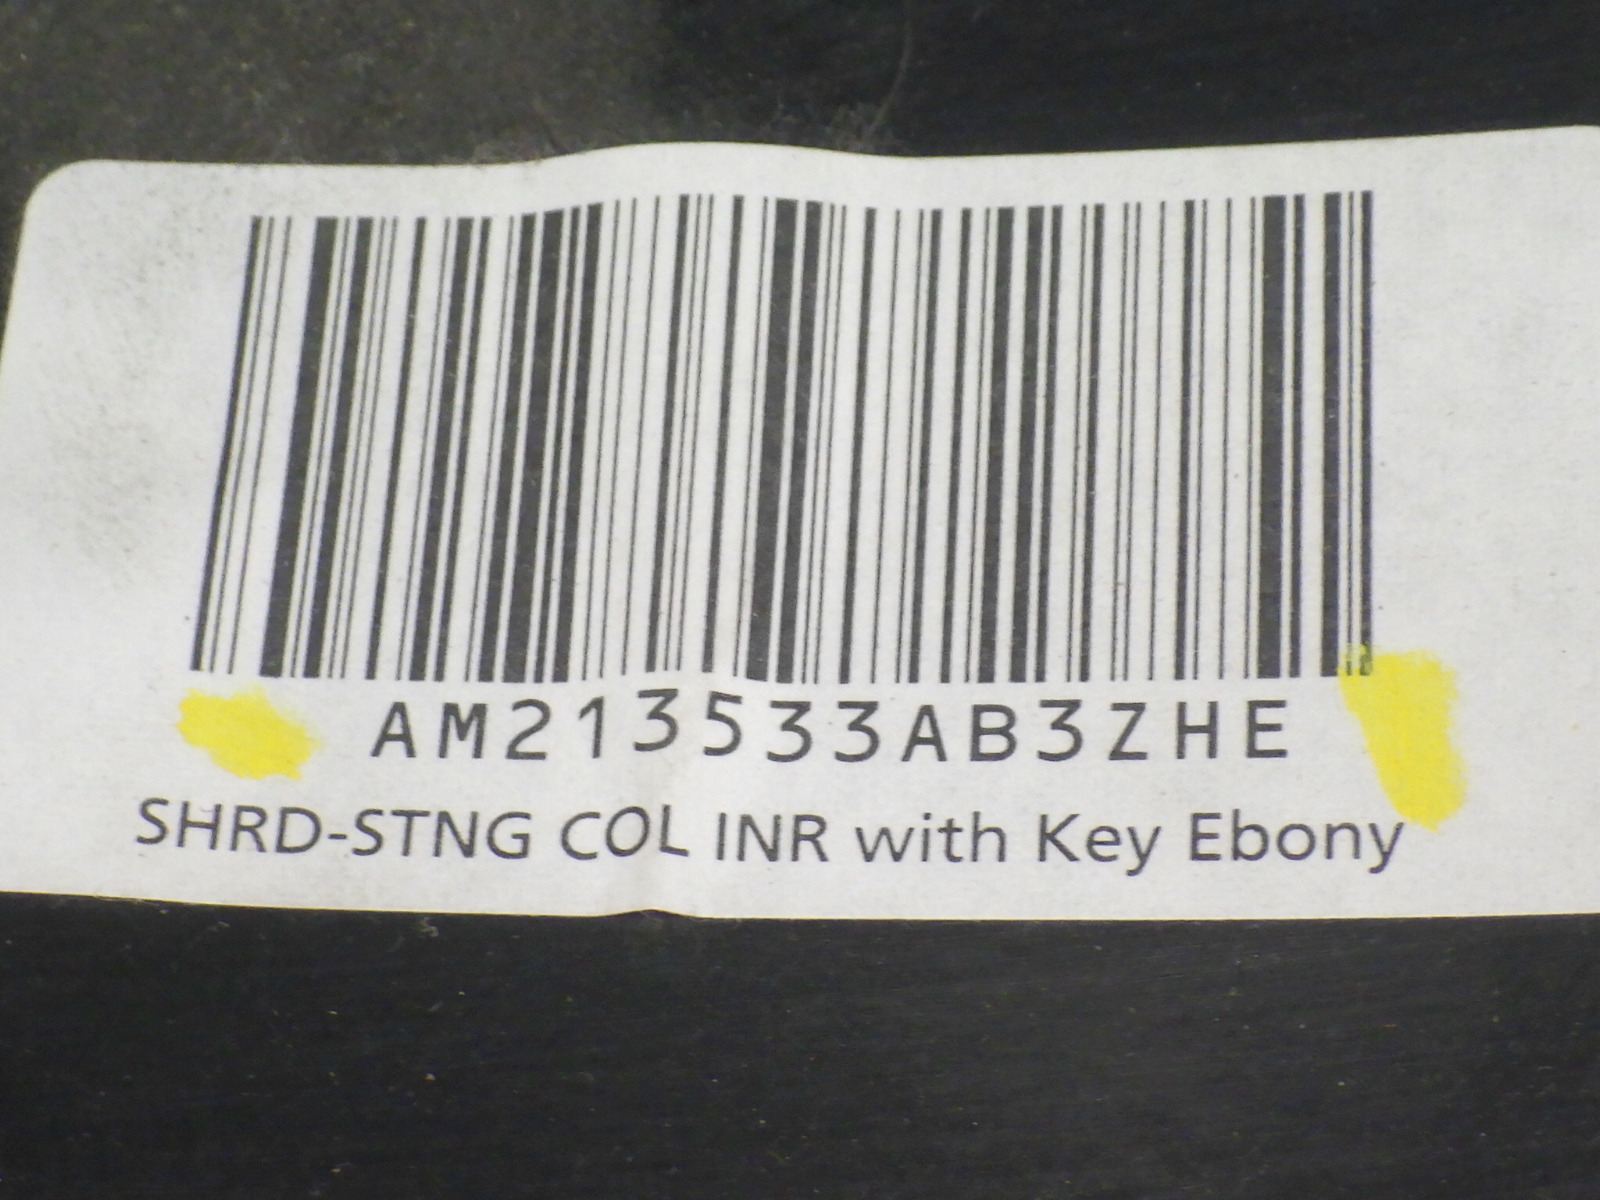 AM213533AB3ZHE
SHRD-STNG COL INR with Key Ebony